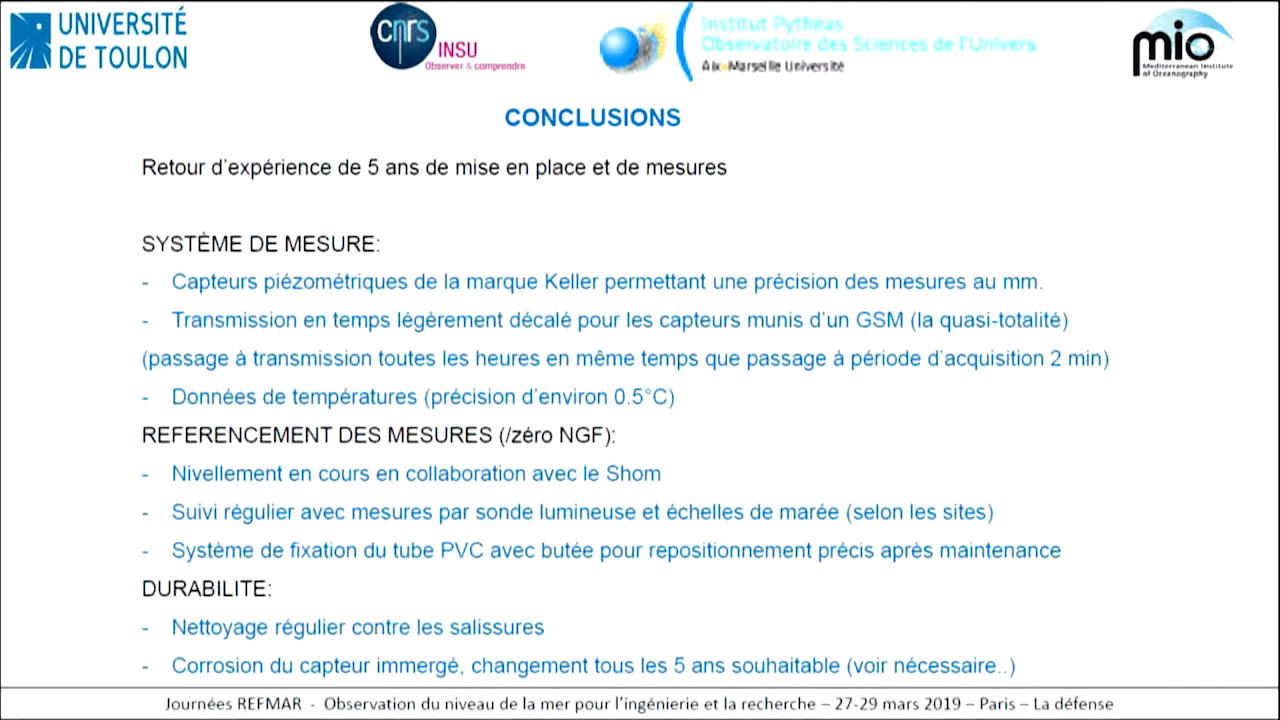 UNIVERSITÉ
DE TOULON
cnrs
INSU
Observer & comprendre
Institut Pythéas
Observatoire des Sciences de l'Univers
Aix-Marseille Université
mio
Mediterranean Institute
of Oceanography
CONCLUSIONS
Retour d'expérience de 5 ans de mise en place et de mesures
SYSTÈME DE MESURE:
- Capteurs piézométriques de la marque Keller permettant une précision des mesures au mm.
- Transmission en temps légèrement décalé pour les capteurs munis d'un GSM (la quasi-totalité)
(passage à transmission toutes les heures en même temps que passage à période d'acquisition 2 min)
- Données de températures (précision d'environ 0.5°C)
REFERENCEMENT DES MESURES (/zéro NGF):
- Nivellement en cours en collaboration avec le Shom
- Suivi régulier avec mesures par sonde lumineuse et échelles de marée (selon les sites)
- Système de fixation du tube PVC avec butée pour repositionnement précis après maintenance
DURABILITE:
- Nettoyage régulier contre les salissures
- Corrosion du capteur immergé, changement tous les 5 ans souhaitable (voir nécessaire..)
Journées REFMAR - Observation du niveau de la mer pour l'ingénierie et la recherche – 27-29 mars 2019 – Paris – La défense